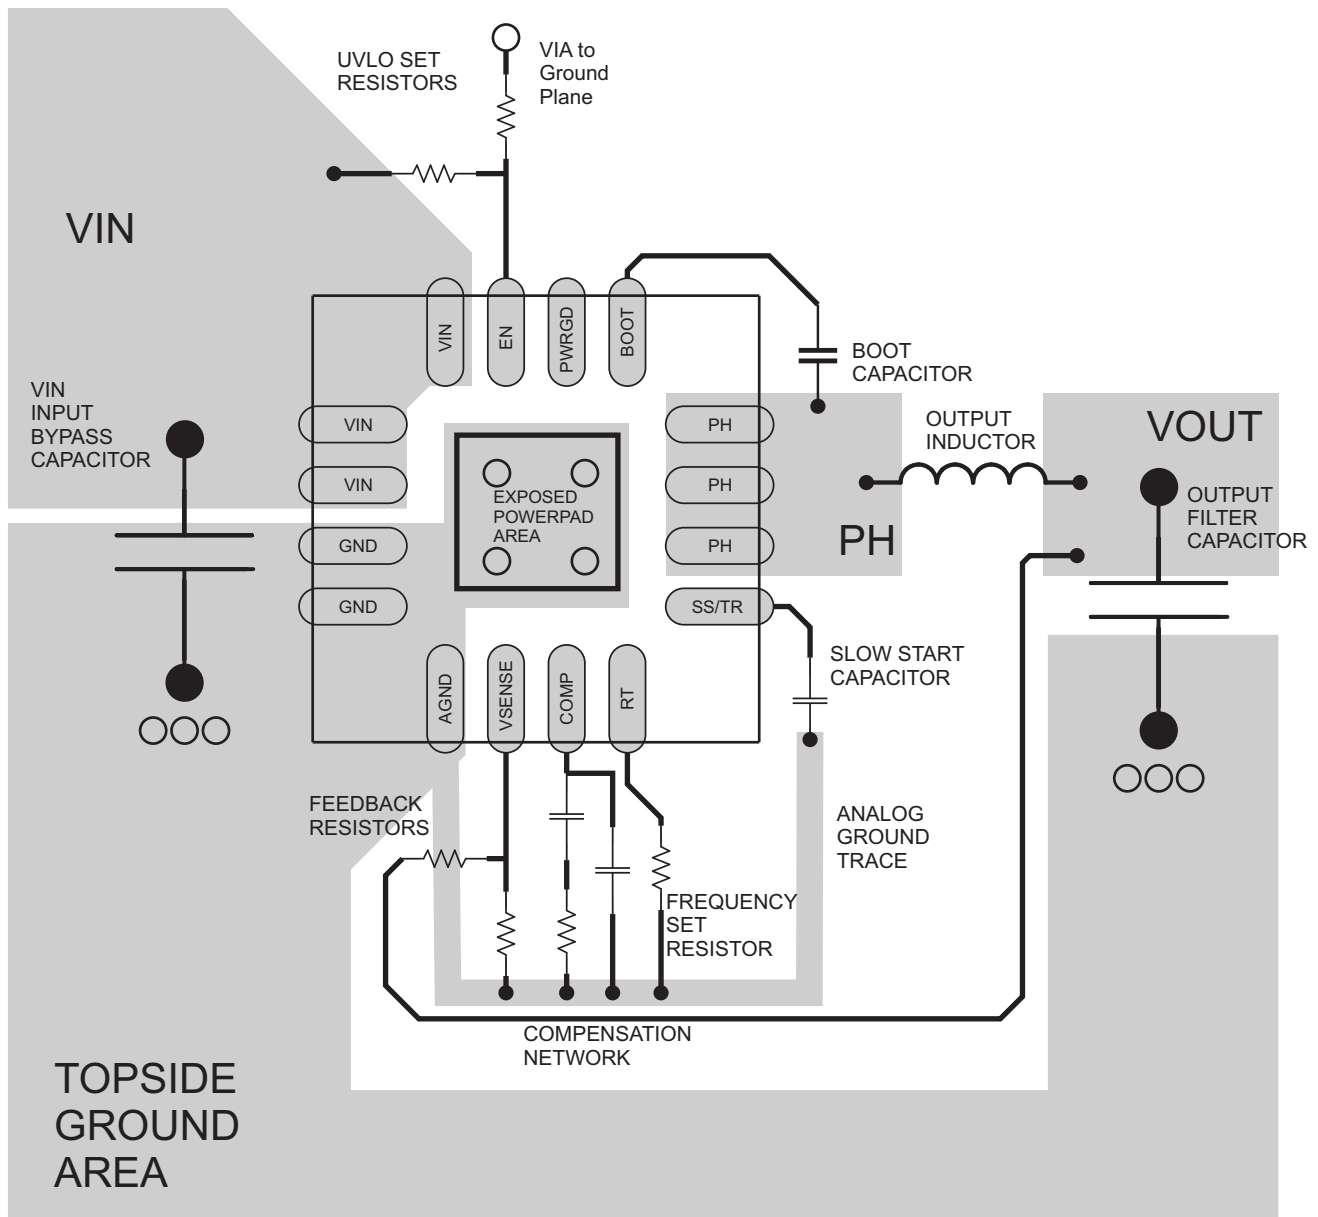 UVLO SET
RESISTORS
VIA to
Ground
Plane
VIN
VIN
EN
PWRGD
BOOT
BOOT
CAPACITOR
VIN
INPUT
BYPASS
CAPACITOR
VIN
VIN
GND
GND
EXPOSED
POWERPAD
AREA
PH
PH
PH
SS/TR
PH
OUTPUT
INDUCTOR
VOUT
OUTPUT
FILTER
CAPACITOR
SLOW START
CAPACITOR
AGND
VSENSE
COMP
RT
FEEDBACK
RESISTORS
ANALOG
GROUND
TRACE
FREQUENCY
SET
RESISTOR
COMPENSATION
NETWORK
TOPSIDE
GROUND
AREA